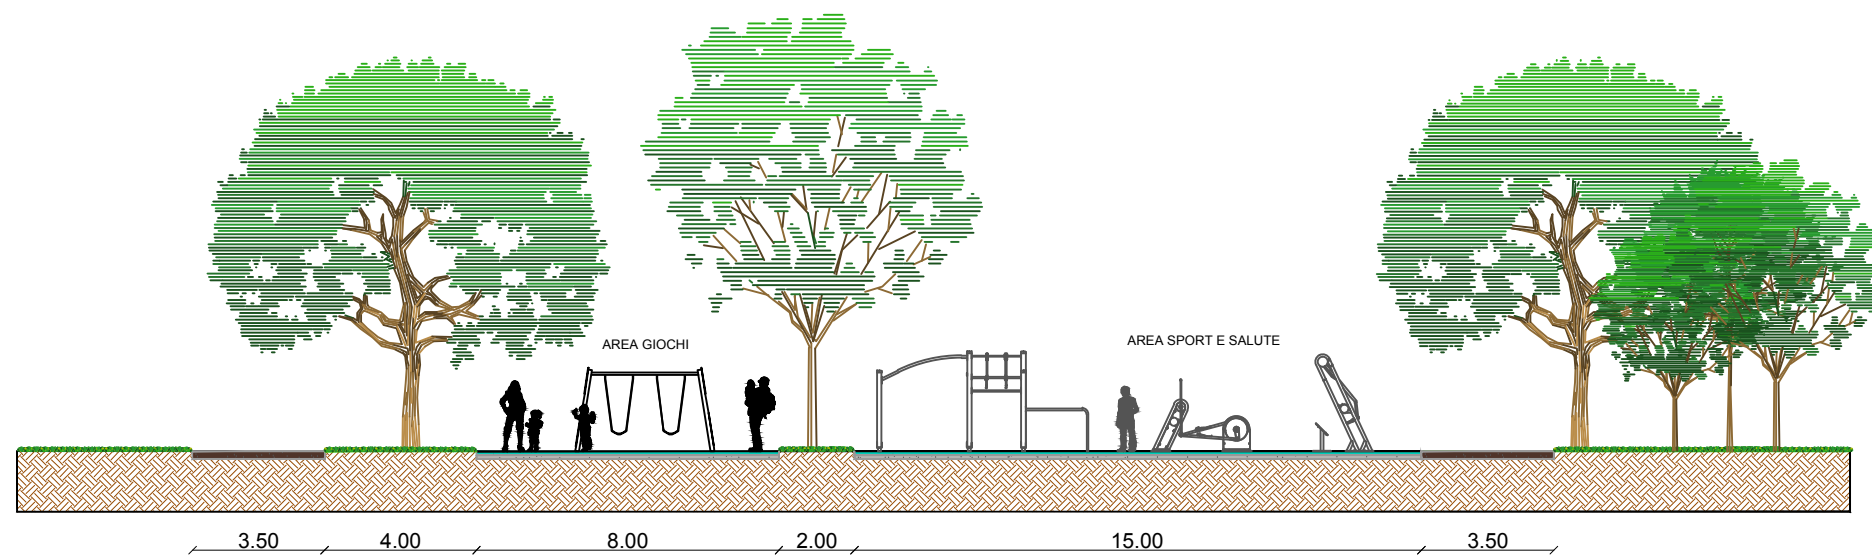 AREA SPORT E SALUTE
AREA GIOCHI
3.50 4.00 8.00 2.00 15.00 3.50